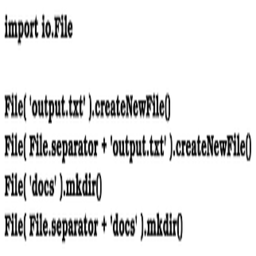 import io.File
File( 'output.txt' ).createNewFile()
File( File.separator + 'output.txt' ).createNewFile()
File( 'docs' ).mkdir()
File( File.separator + 'docs' ).mkdir()